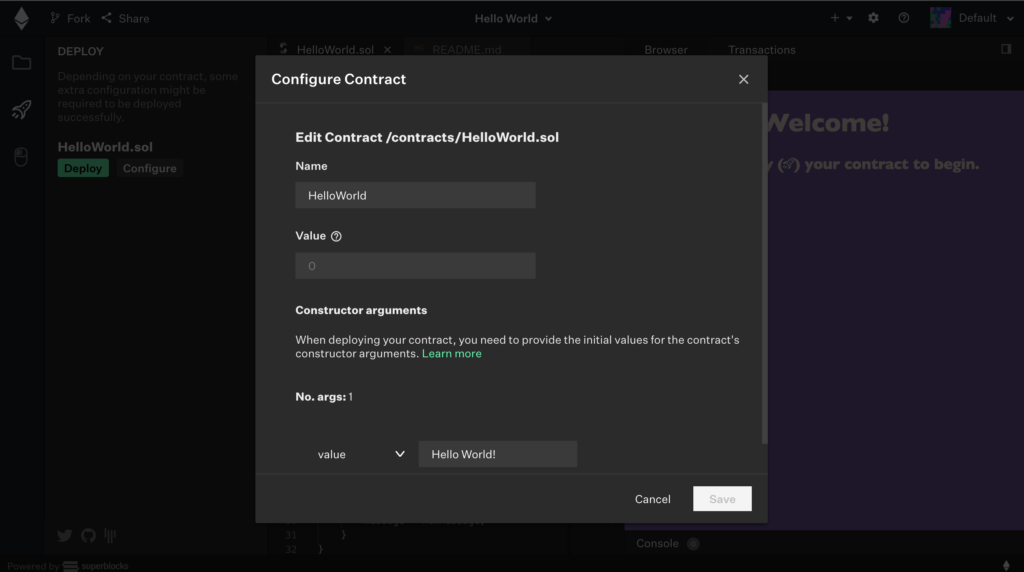 Fork Share
Hello World
Default
DEPLOY
Depending on your contract, some
extra configuration might be
required to be deployed
successfully.
HelloWorld.sol
Deploy Configure
HelloWorld.sol
README.md
Browser Transactions
Configure Contract
Edit Contract /contracts/HelloWorld.sol
Name
HelloWorld
Value
0
Constructor arguments
When deploying your contract, you need to provide the initial values for the contract's
constructor arguments. Learn more
No. args: 1
value Hello World!
Cancel Save
Welcome!
your contract to begin.
31 }
32 }
Console
Powered by superblocks